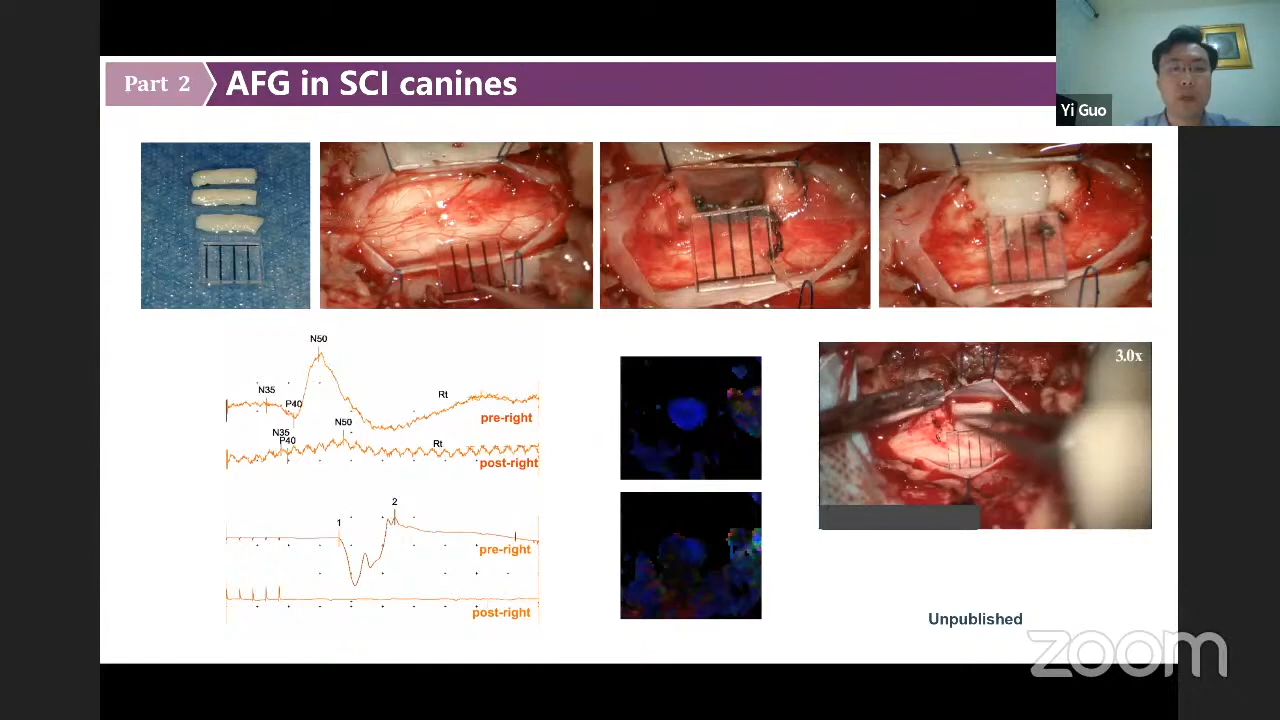 Part 2
AFG in SCI canines
Yi Guo
N50
N35
P40
Rt
pre-right
N35
P40
N50
Rt
post-right
1
2
pre-right
post-right
3.0x
Unpublished
zoom